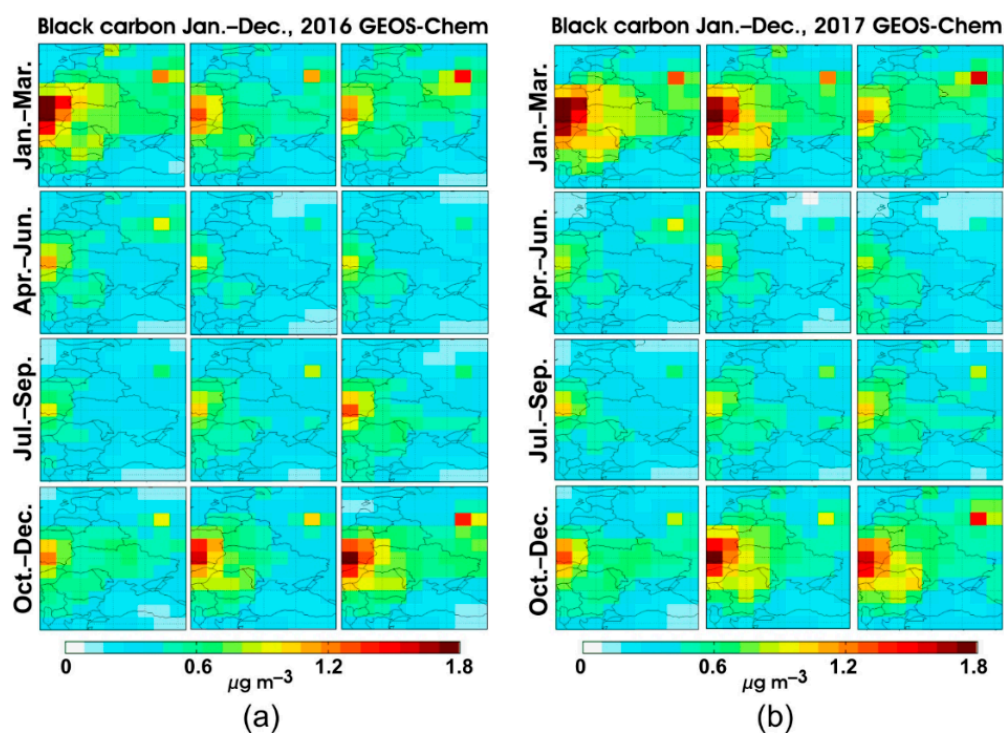 Black carbon Jan.–Dec., 2016 GEOS-Chem
Jan.–Mar.
Apr.–Jun.
Jul.–Sep.
Oct.–Dec.
0 0.6 1.2 1.8
μg m⁻³
(a)
Black carbon Jan.–Dec., 2017 GEOS-Chem
Jan.–Mar.
Apr.–Jun.
Jul.–Sep.
Oct.–Dec.
0 0.6 1.2 1.8
μg m⁻³
(b)